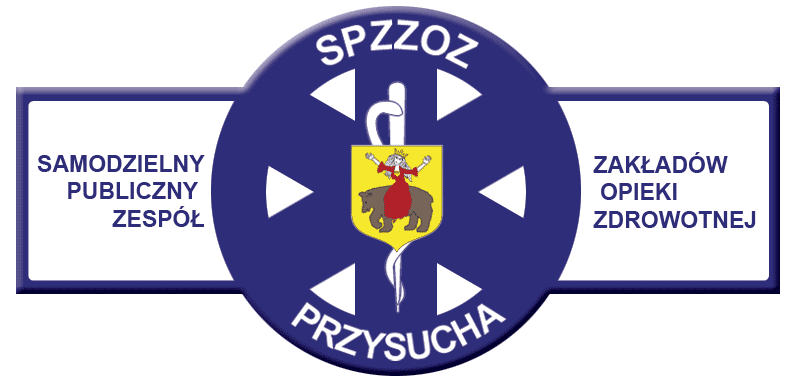 SPZZOZ
SAMODZIELNY
PUBLICZNY
ZESPÓŁ
ZAKŁADÓW
OPIEKI
ZDROWOTNEJ
PRZYSUCHA